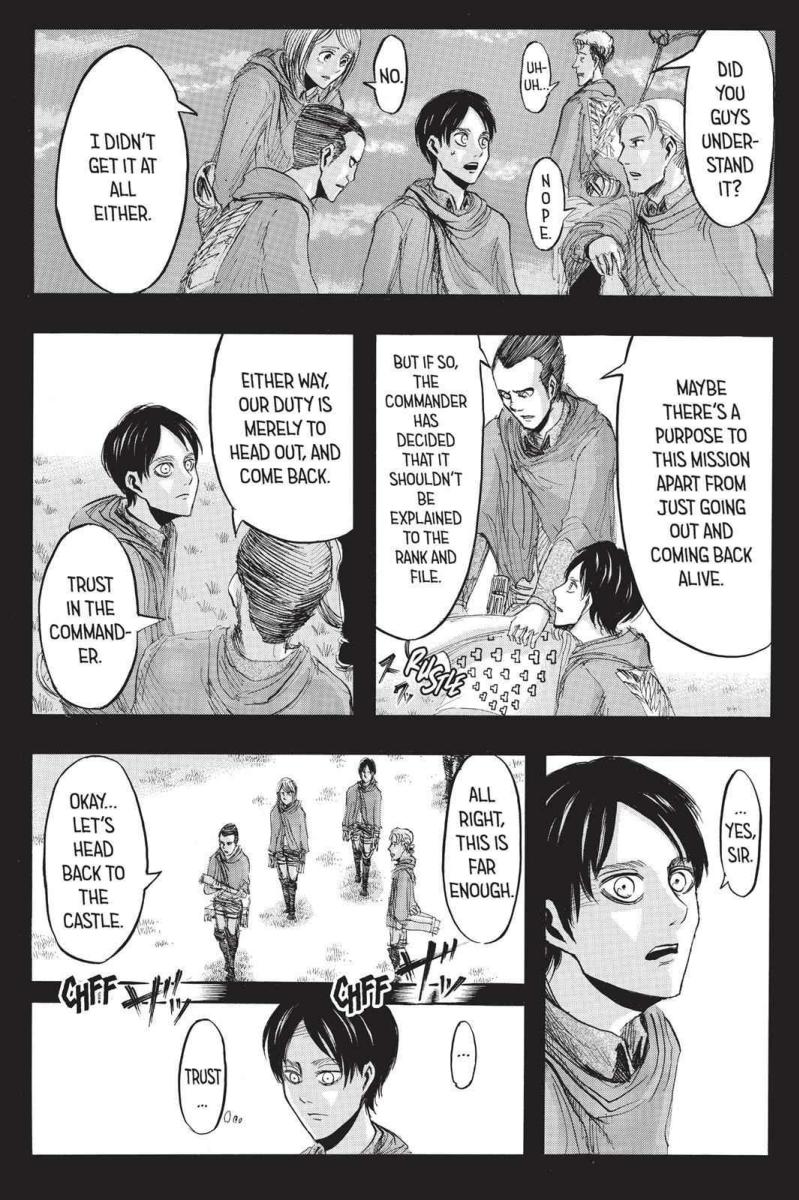 DID
YOU
GUYS
UNDER-
STAND
IT?
UH-
UH...
NOPE.
NO.
I DIDN'T
GET IT AT
ALL
EITHER.
MAYBE
THERE'S A
PURPOSE TO
THIS MISSION
APART FROM
JUST GOING
OUT AND
COMING BACK
ALIVE.
BUT IF SO,
THE
COMMANDER
HAS
DECIDED
THAT IT
SHOULDN'T
BE
EXPLAINED
TO THE
RANK AND
FILE.
RUSTLE
EITHER WAY,
OUR DUTY IS
MERELY TO
HEAD OUT, AND
COME BACK.
TRUST
IN THE
COMMAND-
ER.
...
YES,
SIR.
ALL
RIGHT,
THIS IS
FAR
ENOUGH.
OKAY...
LET'S
HEAD
BACK TO
THE
CASTLE.
CHFF
CHFF
...
TRUST
...